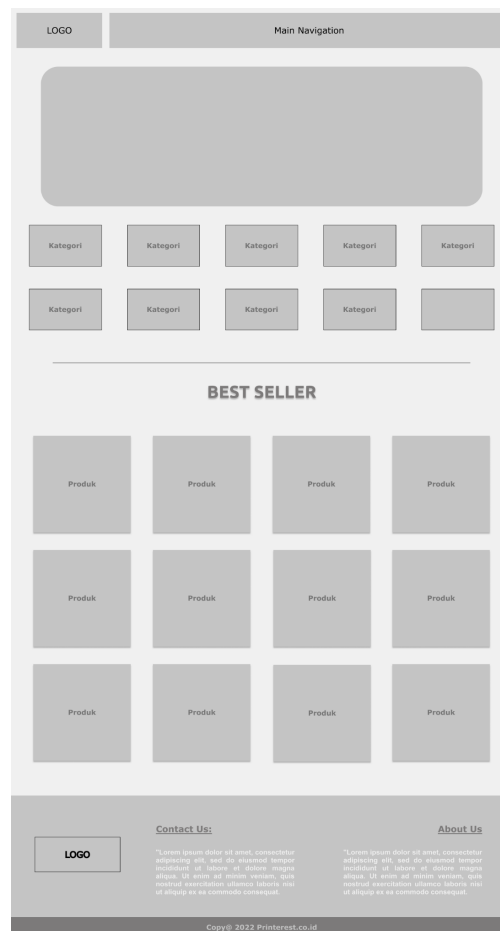 LOGO
Main Navigation
Kategori
Kategori
Kategori
Kategori
Kategori
Kategori
Kategori
Kategori
Kategori
BEST SELLER
Produk
Produk
Produk
Produk
Produk
Produk
Produk
Produk
Produk
Produk
Produk
Produk
LOGO
Contact Us:
"Lorem ipsum dolor sit amet, consectetur
adipiscing elit, sed do eiusmod tempor
incididunt ut labore et dolore magna
aliqua. Ut enim ad minim veniam, quis
nostrud exercitation ullamco laboris nisi
ut aliquip ex ea commodo consequat.
About Us
"Lorem ipsum dolor sit amet, consectetur
adipiscing elit, sed do eiusmod tempor
incididunt ut labore et dolore magna
aliqua. Ut enim ad minim veniam, quis
nostrud exercitation ullamco laboris nisi
ut aliquip ex ea commodo consequat.
Copy@ 2022 Printerest.co.id